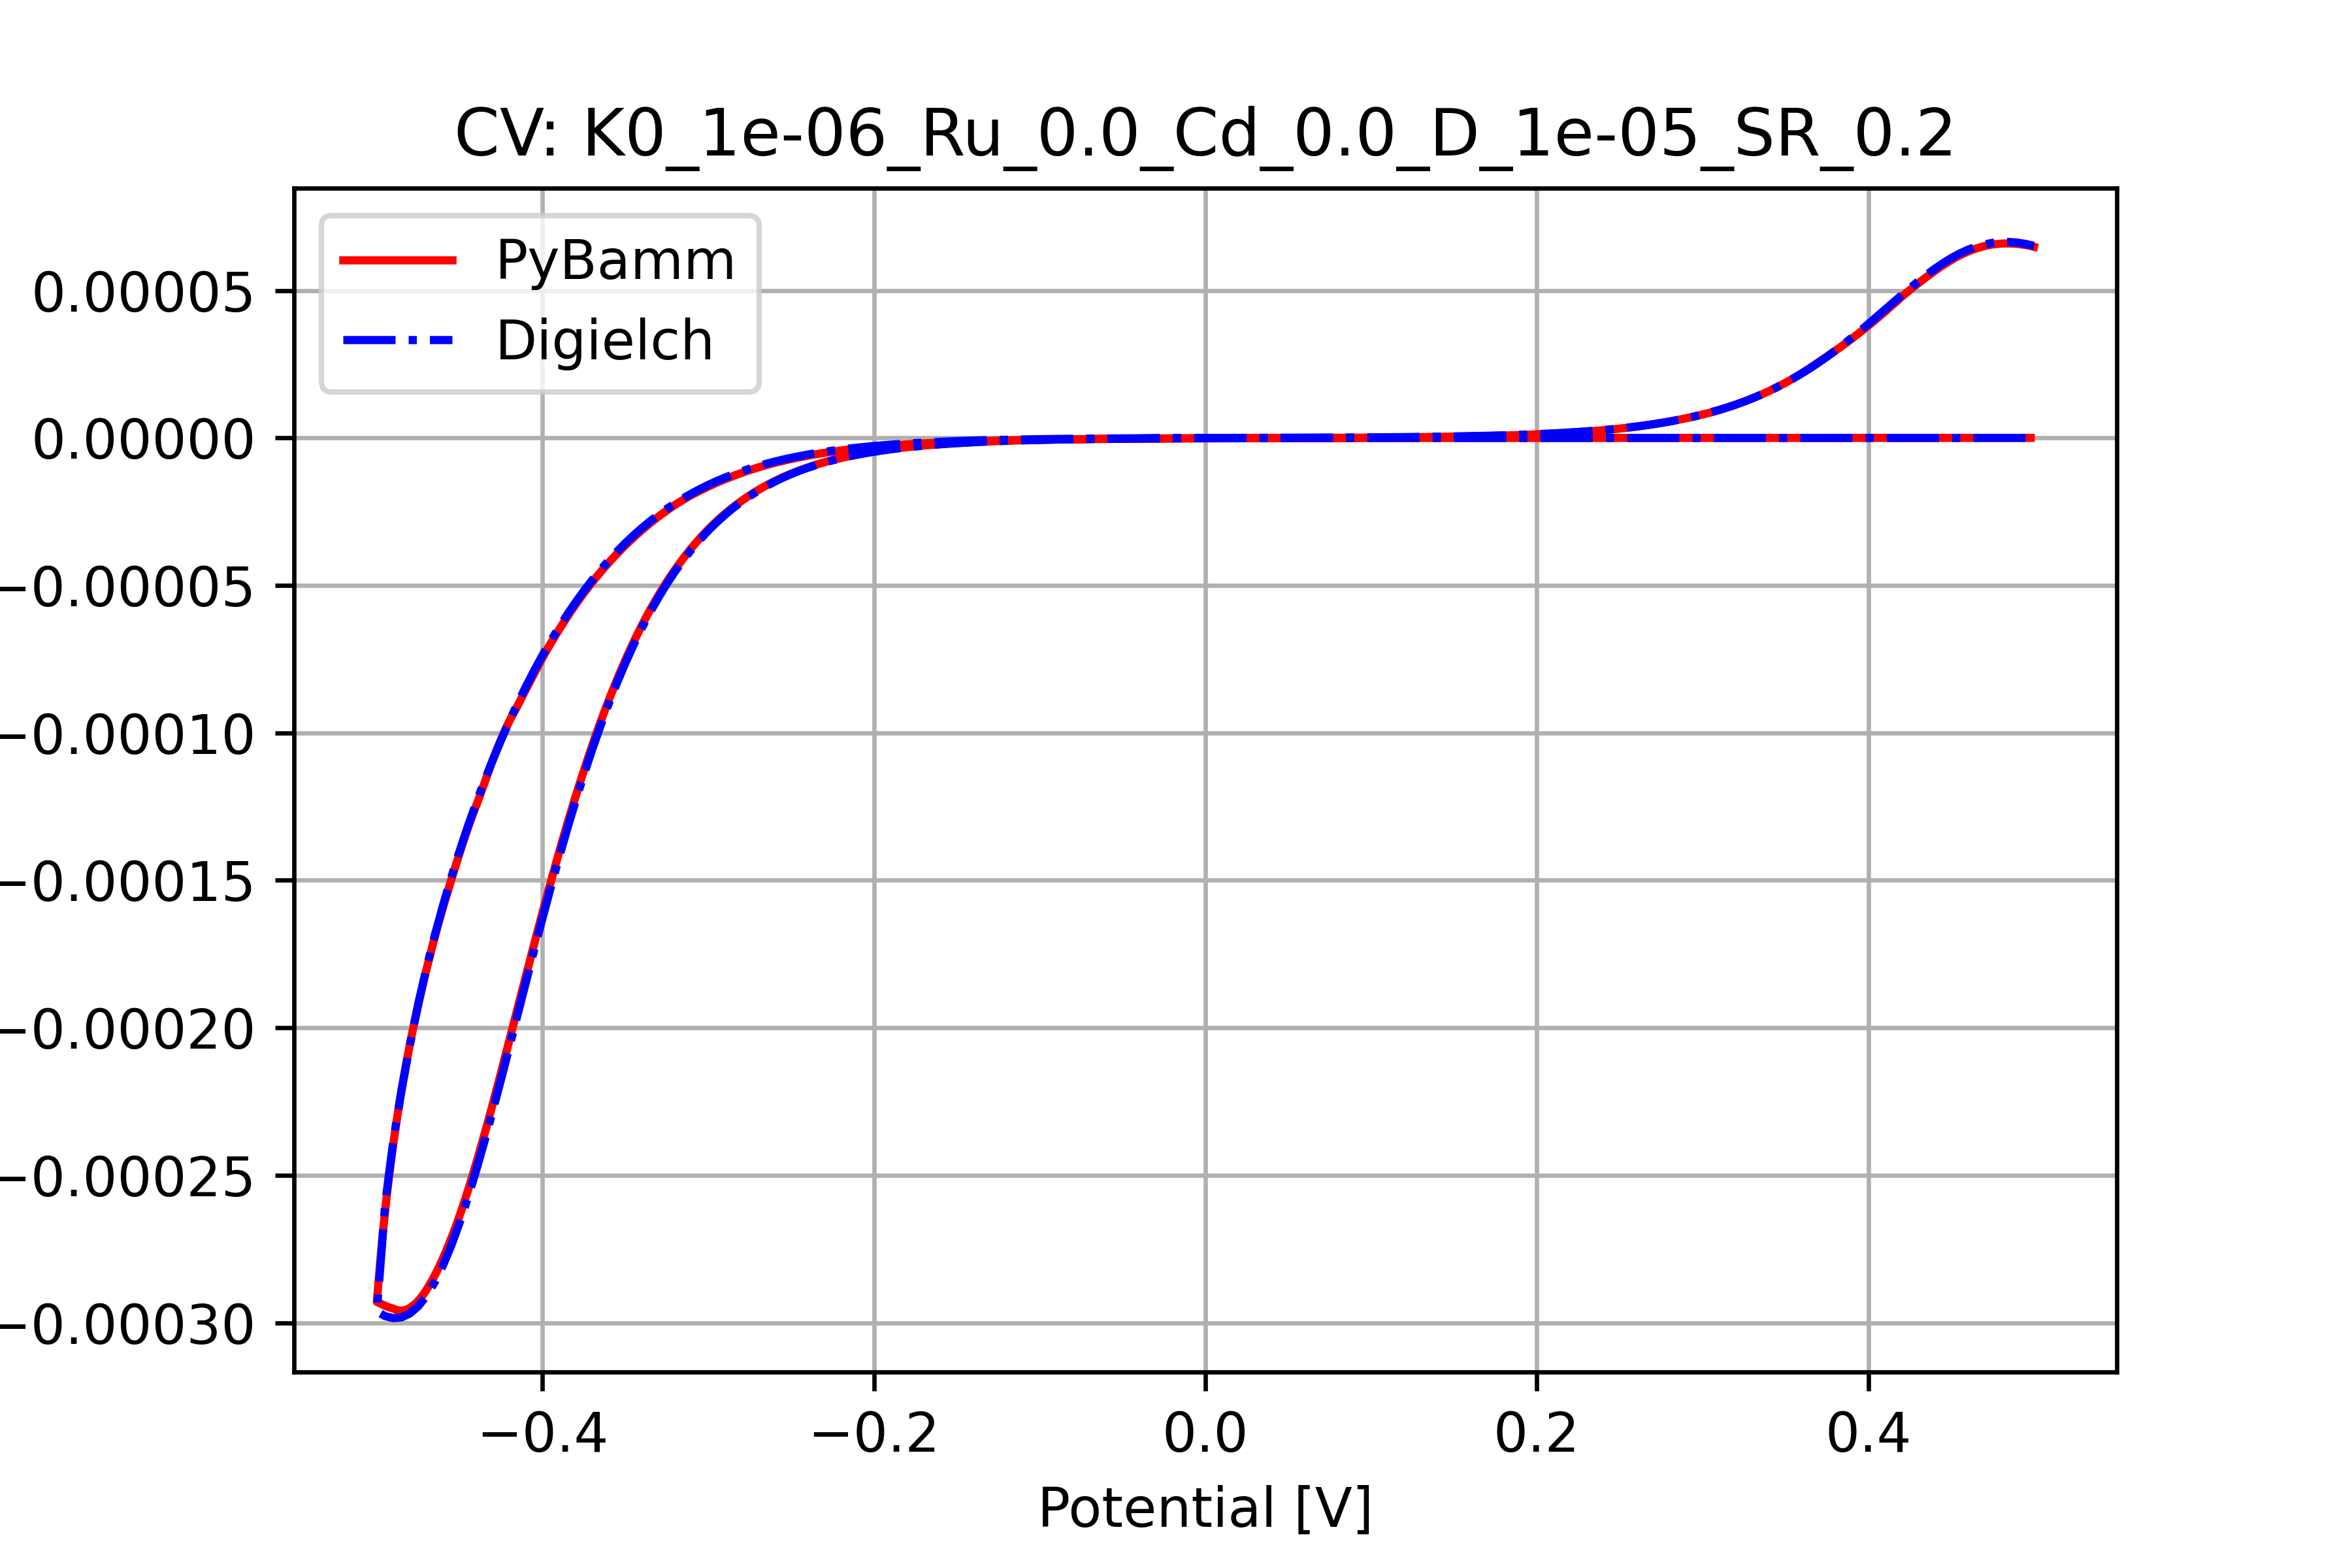 CV: K0_1e-06_Ru_0.0_Cd_0.0_D_1e-05_SR_0.2
PyBamm
Digielch
0.00005
0.00000
−0.00005
−0.00010
−0.00015
−0.00020
−0.00025
−0.00030
−0.4 −0.2 0.0 0.2 0.4
Potential [V]